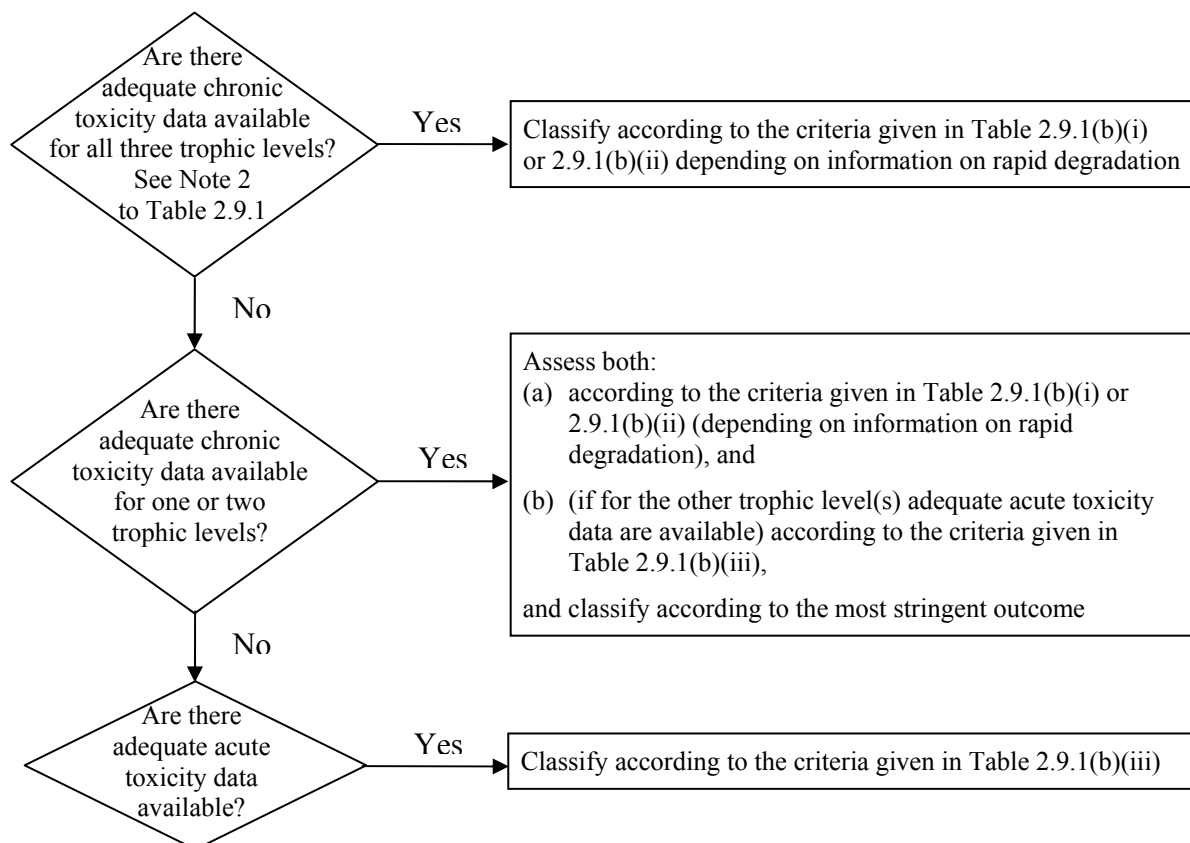 Are there
adequate chronic
toxicity data available
for all three trophic levels?
See Note 2
to Table 2.9.1
Yes
Classify according to the criteria given in Table 2.9.1(b)(i)
or 2.9.1(b)(ii) depending on information on rapid degradation
No
Are there
adequate chronic
toxicity data available
for one or two
trophic levels?
Yes
Assess both:
(a) according to the criteria given in Table 2.9.1(b)(i) or
2.9.1(b)(ii) (depending on information on rapid
degradation), and
(b) (if for the other trophic level(s) adequate acute toxicity
data are available) according to the criteria given in
Table 2.9.1(b)(iii),
and classify according to the most stringent outcome
No
Are there
adequate acute
toxicity data
available?
Yes
Classify according to the criteria given in Table 2.9.1(b)(iii)